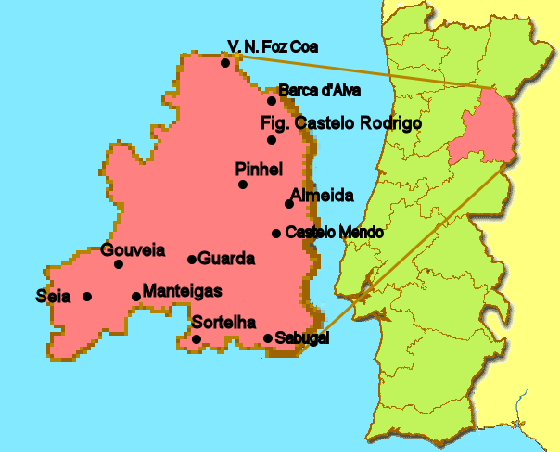 V. N. Foz Coa
Barca d'Alva
Fig. Castelo Rodrigo
Pinhel
Almeida
Castelo Mendo
Gouveia
Guarda
Seia
Manteigas
Sortelha
Sabugal